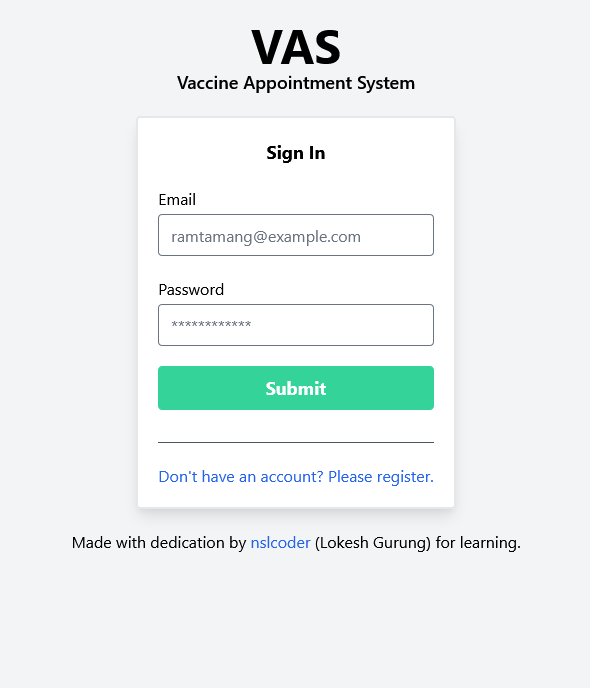 VAS
Vaccine Appointment System
Sign In
Email
ramtamang@example.com
Password
************
Submit
Don't have an account? Please register.
Made with dedication by nslcoder (Lokesh Gurung) for learning.